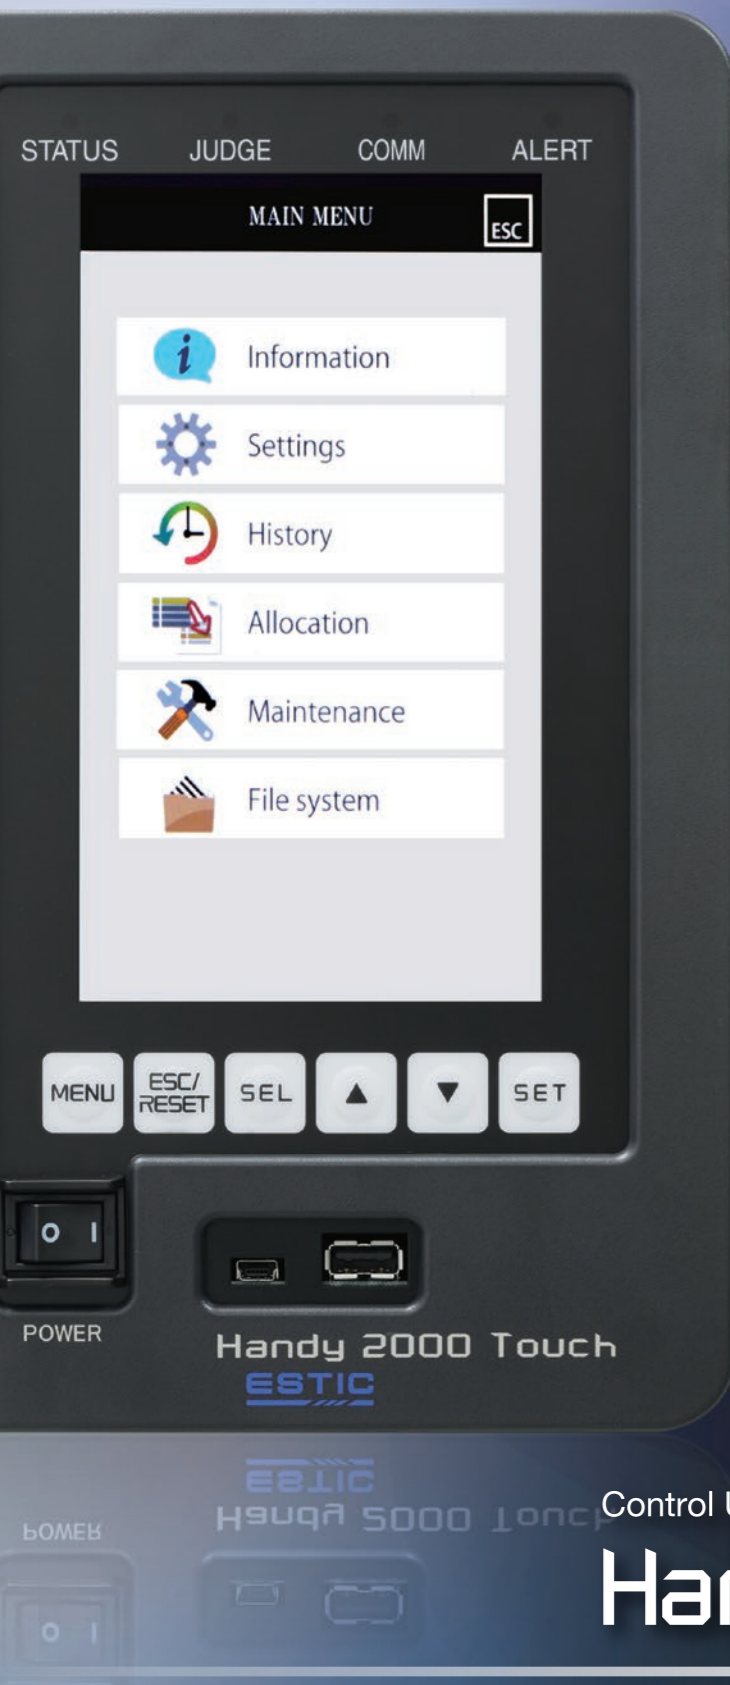 STATUS JUDGE COMM ALERT
MAIN MENU ESC
Information
Settings
History
Allocation
Maintenance
File system
MENU ESC/RESET SEL ▲ ▼ SET
O I
POWER
Handy 2000 Touch
ESTIC
Control U
Han